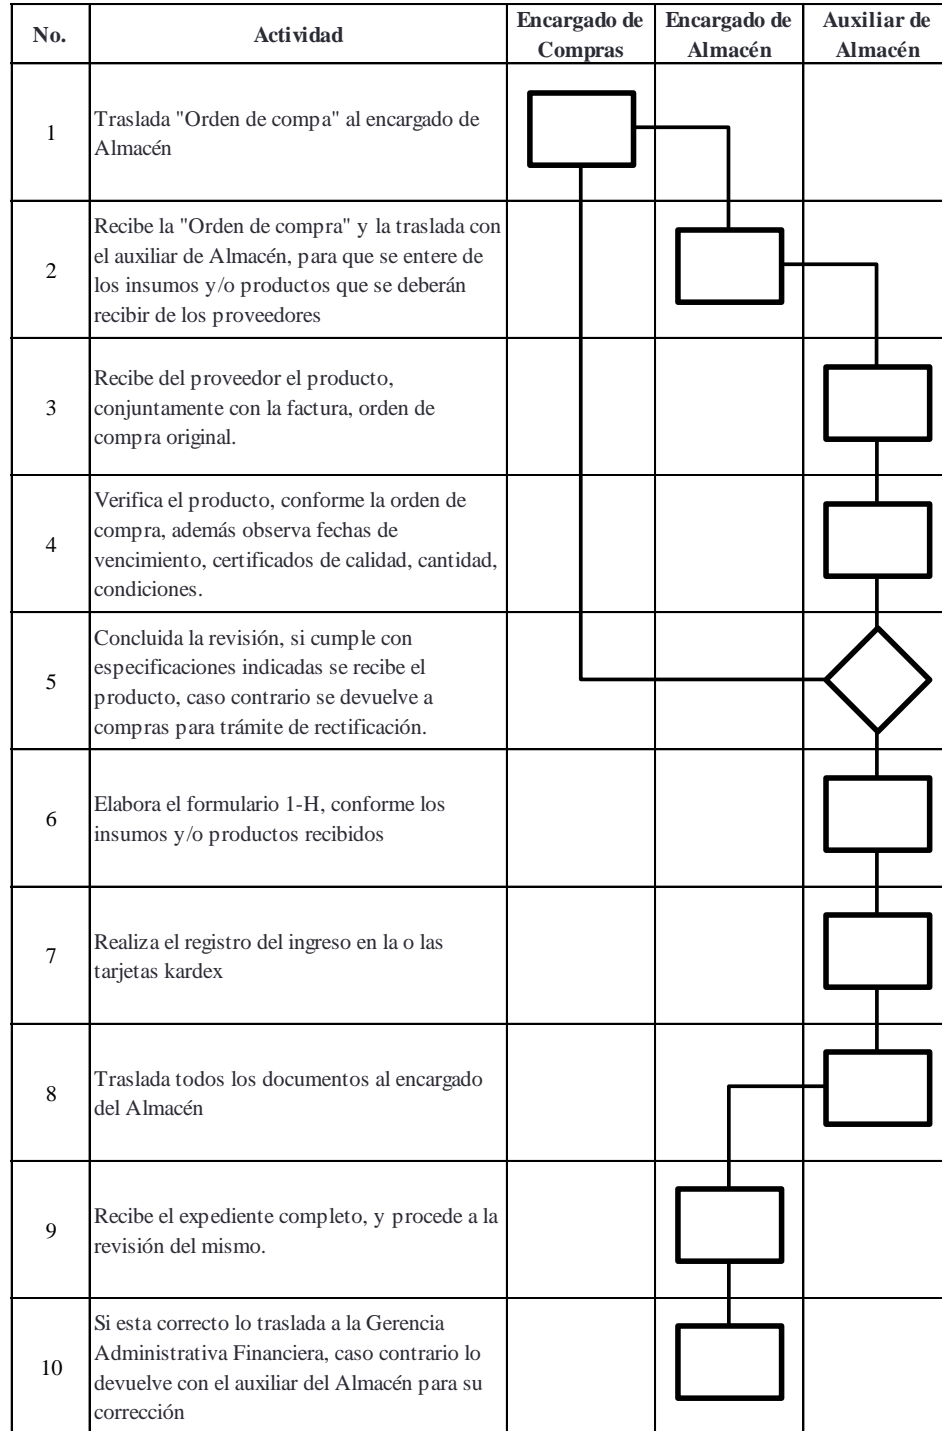 No.
Actividad
Encargado de
Compras
Encargado de
Almacén
Auxiliar de
Almacén
1
Traslada "Orden de compa" al encargado de
Almacén
2
Recibe la "Orden de compra" y la traslada con
el auxiliar de Almacén, para que se entere de
los insumos y/o productos que se deberán
recibir de los proveedores
3
Recibe del proveedor el producto,
conjuntamente con la factura, orden de
compra original.
4
Verifica el producto, conforme la orden de
compra, además observa fechas de
vencimiento, certificados de calidad, cantidad,
condiciones.
5
Concluida la revisión, si cumple con
especificaciones indicadas se recibe el
producto, caso contrario se devuelve a
compras para trámite de rectificación.
6
Elabora el formulario 1-H, conforme los
insumos y/o productos recibidos
7
Realiza el registro del ingreso en la o las
tarjetas kardex
8
Traslada todos los documentos al encargado
del Almacén
9
Recibe el expediente completo, y procede a la
revisión del mismo.
10
Si esta correcto lo traslada a la Gerencia
Administrativa Financiera, caso contrario lo
devuelve con el auxiliar del Almacén para su
corrección